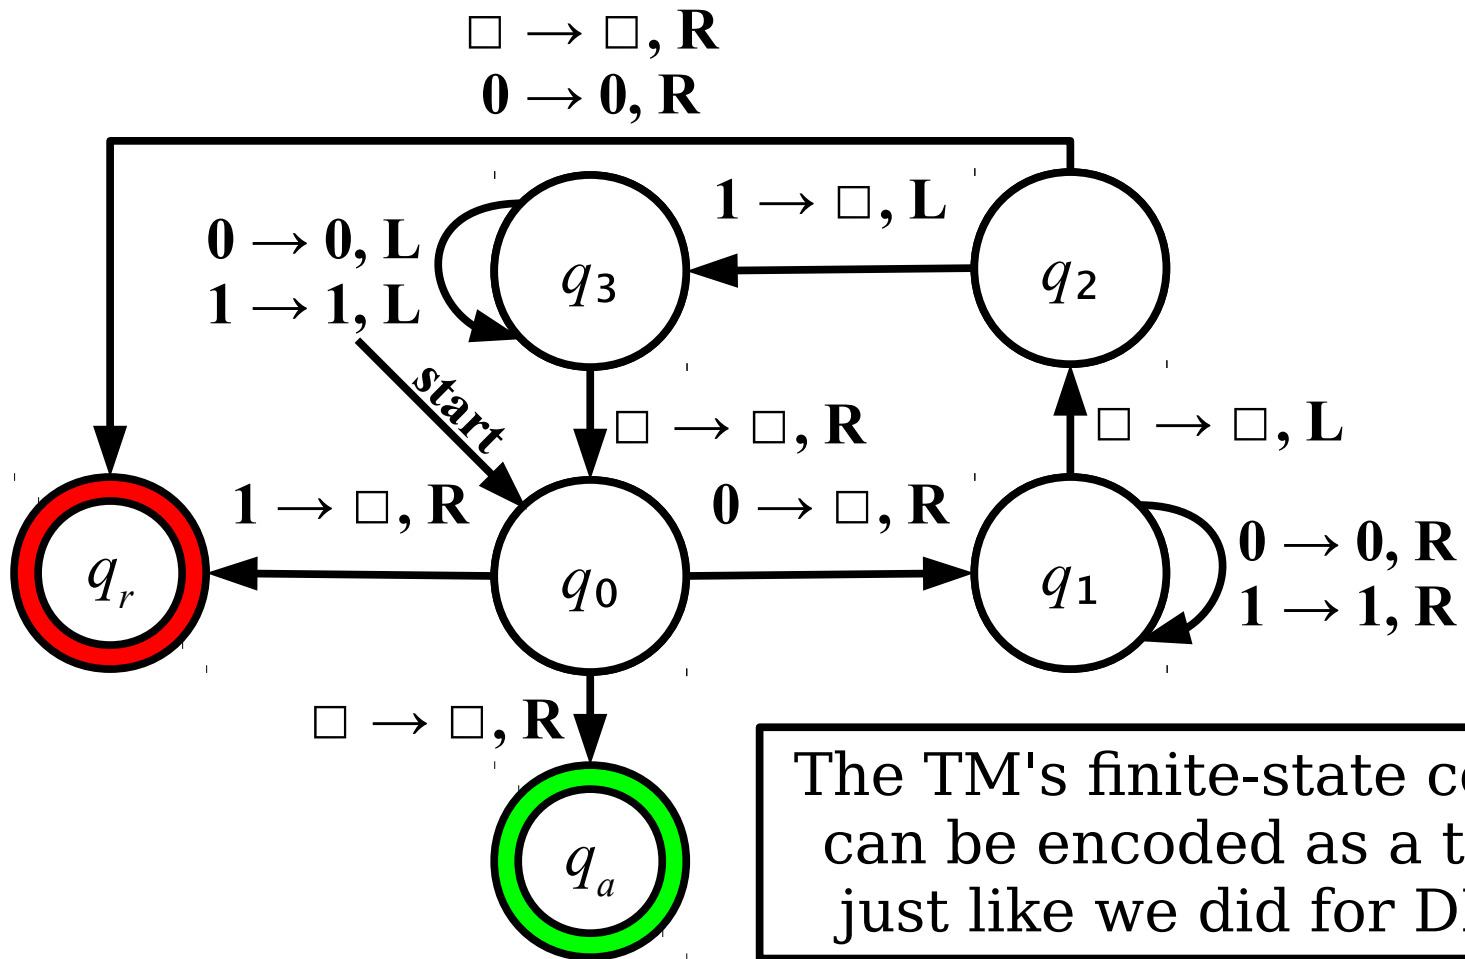 □ → □, R
0 → 0, R
1 → □, L
0 → 0, L
1 → 1, L
q3
q2
start
□ → □, R
□ → □, L
1 → □, R
0 → □, R
0 → 0, R
1 → 1, R
qr
q0
q1
□ → □, R
qa
The TM's finite-state
can be encoded as a
just like we did for